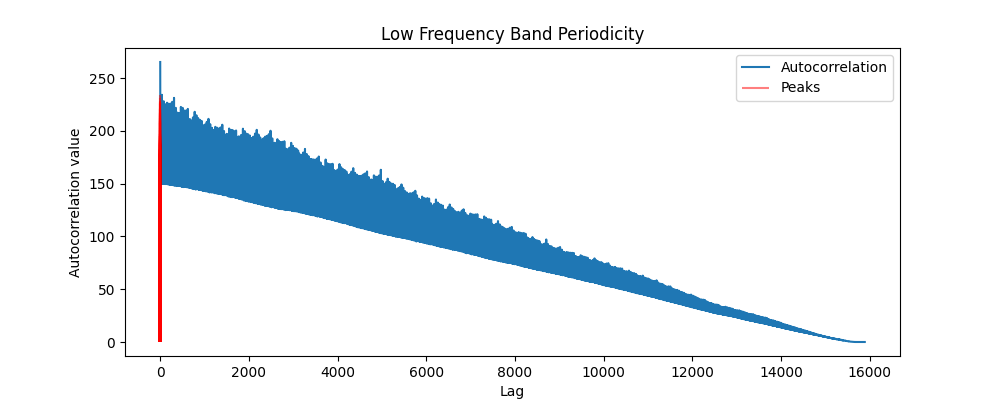 Low Frequency Band Periodicity
Autocorrelation
Peaks
Autocorrelation value
250
200
150
100
50
0
0 2000 4000 6000 8000 10000 12000 14000 16000
Lag